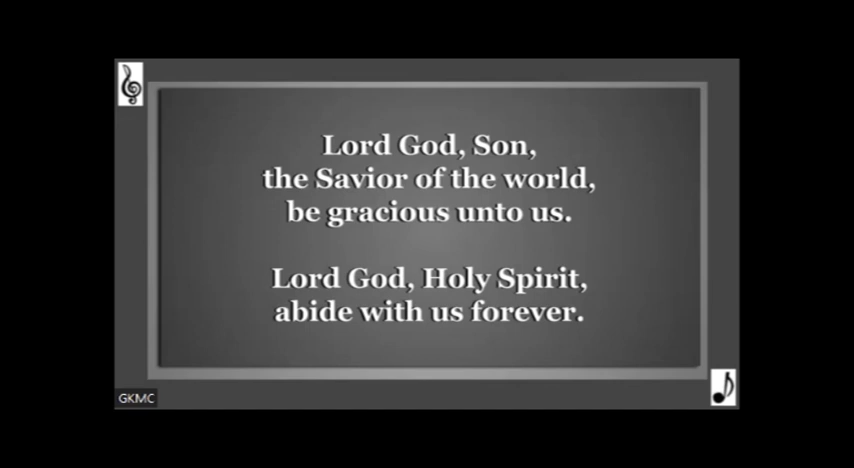 Lord God, Son,
the Savior of the world,
be gracious unto us.
Lord God, Holy Spirit,
abide with us forever.
GKMC